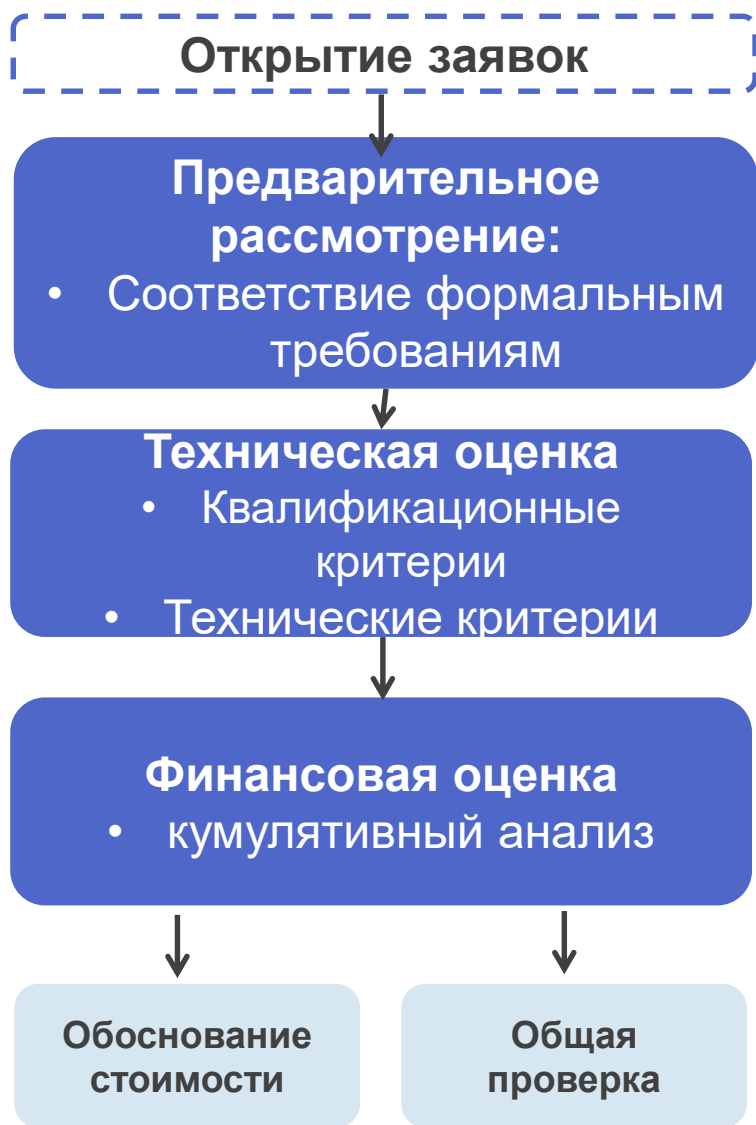 Открытие заявок
Предварительное
рассмотрение:
• Соответствие формальным
требованиям
Техническая оценка
• Квалификационные
критерии
• Технические критерии
Финансовая оценка
• кумулятивный анализ
Обоснование
стоимости
Общая
проверка